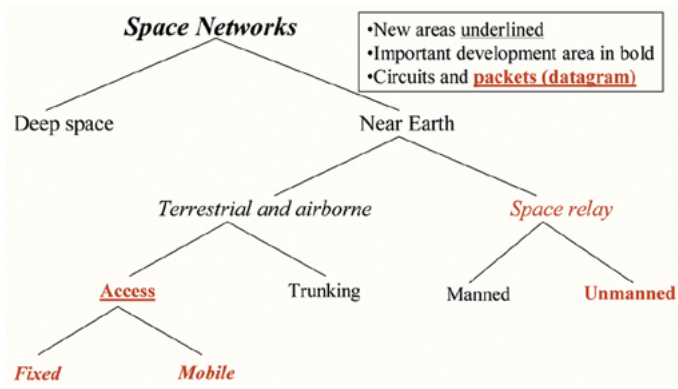 Space Networks
•New areas underlined
•Important development area in bold
•Circuits and packets (datagram)
Deep space
Near Earth
Terrestrial and airborne
Space relay
Access
Trunking
Manned
Unmanned
Fixed
Mobile